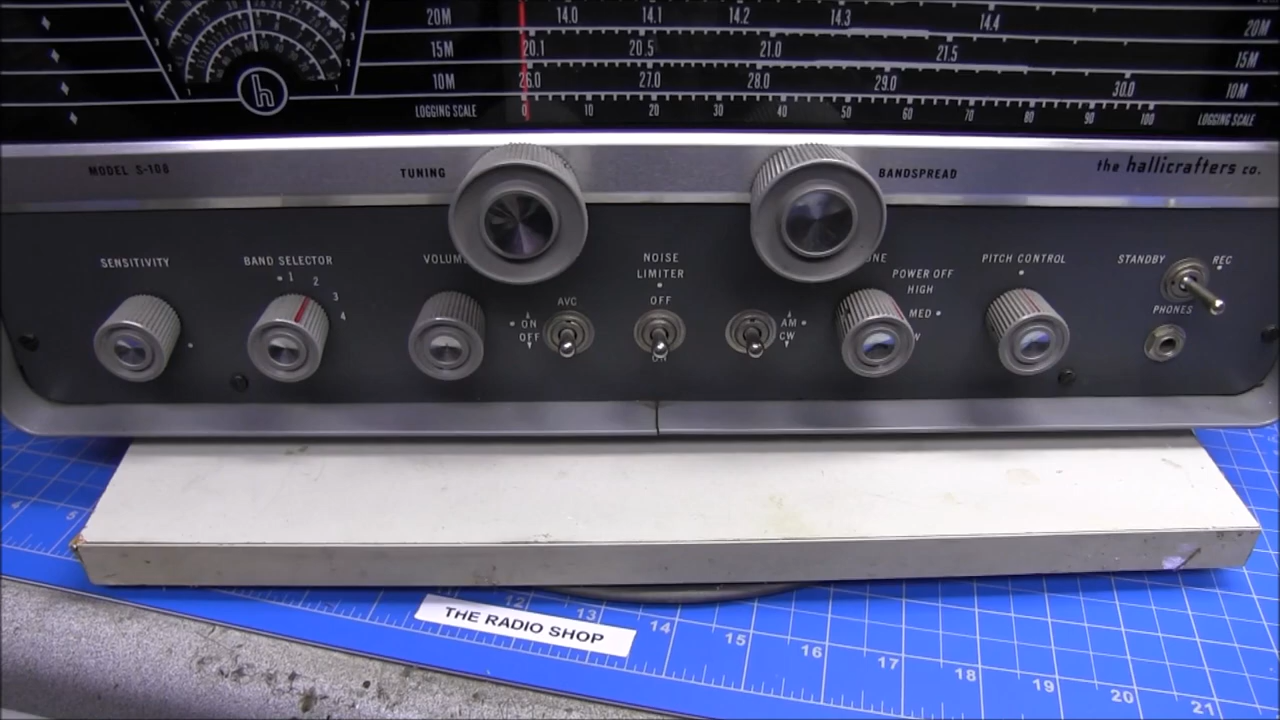 20M 14.0 14.1 14.2 14.3 14.4 20M
15M 20.1 20.5 21.0 21.5 15M
10M 26.0 27.0 28.0 29.0 30.0 10M
LOGGING SCALE 0 10 20 30 40 50 60 70 80 90 100 LOGGING SCALE
h
MODEL S-108 TUNING BANDSPREAD the hallicrafters co.
SENSITIVITY
BAND SELECTOR
1 2 3 4
VOLUME
AVC
ON
OFF
NOISE
LIMITER
OFF
ON
AM
CW
POWER OFF
HIGH
MED
PITCH CONTROL
STANDBY REC
PHONES
4 5 12 13 14 15 16 17 18 19 20 21
THE RADIO SHOP